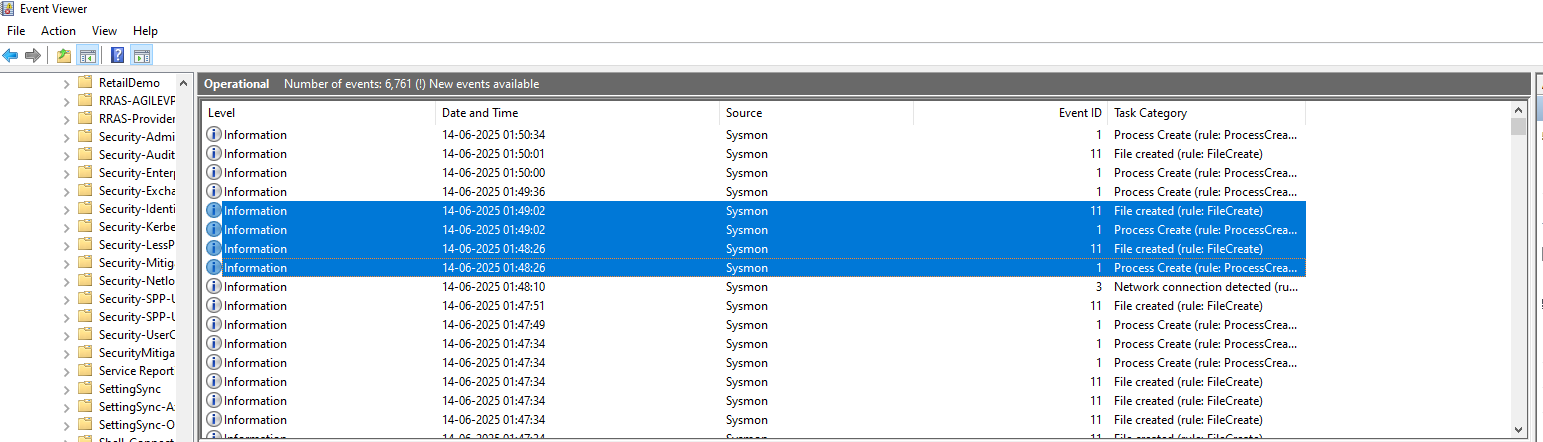 Event Viewer
File Action View Help
RetailDemo
RRAS-AGILEVP
RRAS-Provider
Security-Admi
Security-Audit
Security-Enter
Security-Excha
Security-Identi
Security-Kerbe
Security-LessP
Security-Mitig
Security-Netlo
Security-SPP-U
Security-SPP-U
Security-UserC
SecurityMitiga
Service Report
SettingSync
SettingSync-A
SettingSync-O
Operational Number of events: 6,761 (!) New events available
Level Date and Time Source Event ID Task Category
Information 14-06-2025 01:50:34 Sysmon 1 Process Create (rule: ProcessCrea...
Information 14-06-2025 01:50:01 Sysmon 11 File created (rule: FileCreate)
Information 14-06-2025 01:50:00 Sysmon 1 Process Create (rule: ProcessCrea...
Information 14-06-2025 01:49:36 Sysmon 1 Process Create (rule: ProcessCrea...
Information 14-06-2025 01:49:02 Sysmon 11 File created (rule: FileCreate)
Information 14-06-2025 01:49:02 Sysmon 1 Process Create (rule: ProcessCrea...
Information 14-06-2025 01:48:26 Sysmon 11 File created (rule: FileCreate)
Information 14-06-2025 01:48:26 Sysmon 1 Process Create (rule: ProcessCrea...
Information 14-06-2025 01:48:10 Sysmon 3 Network connection detected (ru...
Information 14-06-2025 01:47:51 Sysmon 11 File created (rule: FileCreate)
Information 14-06-2025 01:47:49 Sysmon 1 Process Create (rule: ProcessCrea...
Information 14-06-2025 01:47:34 Sysmon 1 Process Create (rule: ProcessCrea...
Information 14-06-2025 01:47:34 Sysmon 1 Process Create (rule: ProcessCrea...
Information 14-06-2025 01:47:34 Sysmon 11 File created (rule: FileCreate)
Information 14-06-2025 01:47:34 Sysmon 11 File created (rule: FileCreate)
Information 14-06-2025 01:47:34 Sysmon 11 File created (rule: FileCreate)